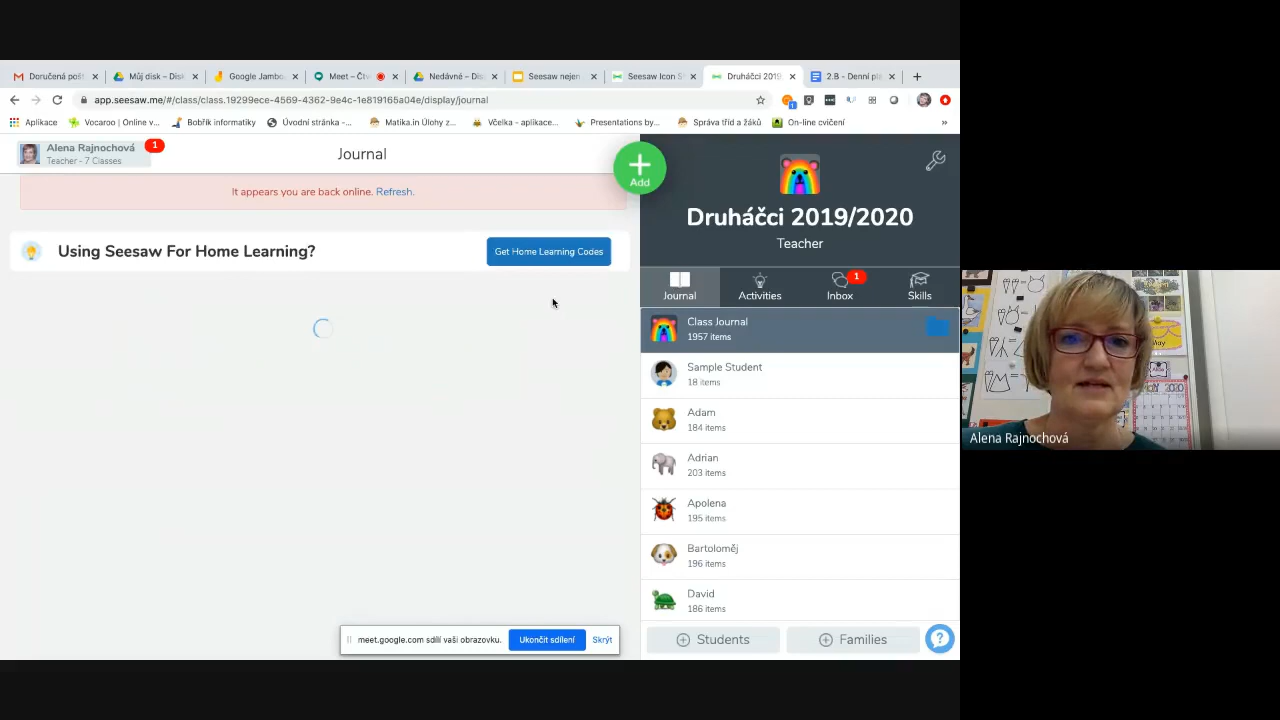 Doručená poš
Můj disk – Disk
Google Jambo
Meet – Čtv
Nedávné – Dis
Seesaw nejen
Seesaw Icon S
Druháčci 2019
2.B - Denní pl
app.seesaw.me/#/class/class.19299ece-4569-4362-9e4c-1e819165a04e/display/journal
Aplikace
Vocaroo | Online v...
Bobřík informatiky
Úvodní stránka -...
Matika.in Úlohy z...
Včelka - aplikace...
Presentations by...
Správa tříd a žáků
On-line cvičení
»
Alena Rajnochová
Teacher - 7 Classes
1
Journal
Add
It appears you are back online. Refresh.
Using Seesaw For Home Learning?
Get Home Learning Codes
Druháčci 2019/2020
Teacher
Journal
Activities
Inbox
1
Skills
Class Journal
1957 items
Sample Student
18 items
Adam
184 items
Adrian
203 items
Apolena
195 items
Bartoloměj
196 items
David
186 items
Students
Families
?
meet.google.com sdílí vaši obrazovku.
Ukončit sdílení
Skrýt
Alena Rajnochová
2020